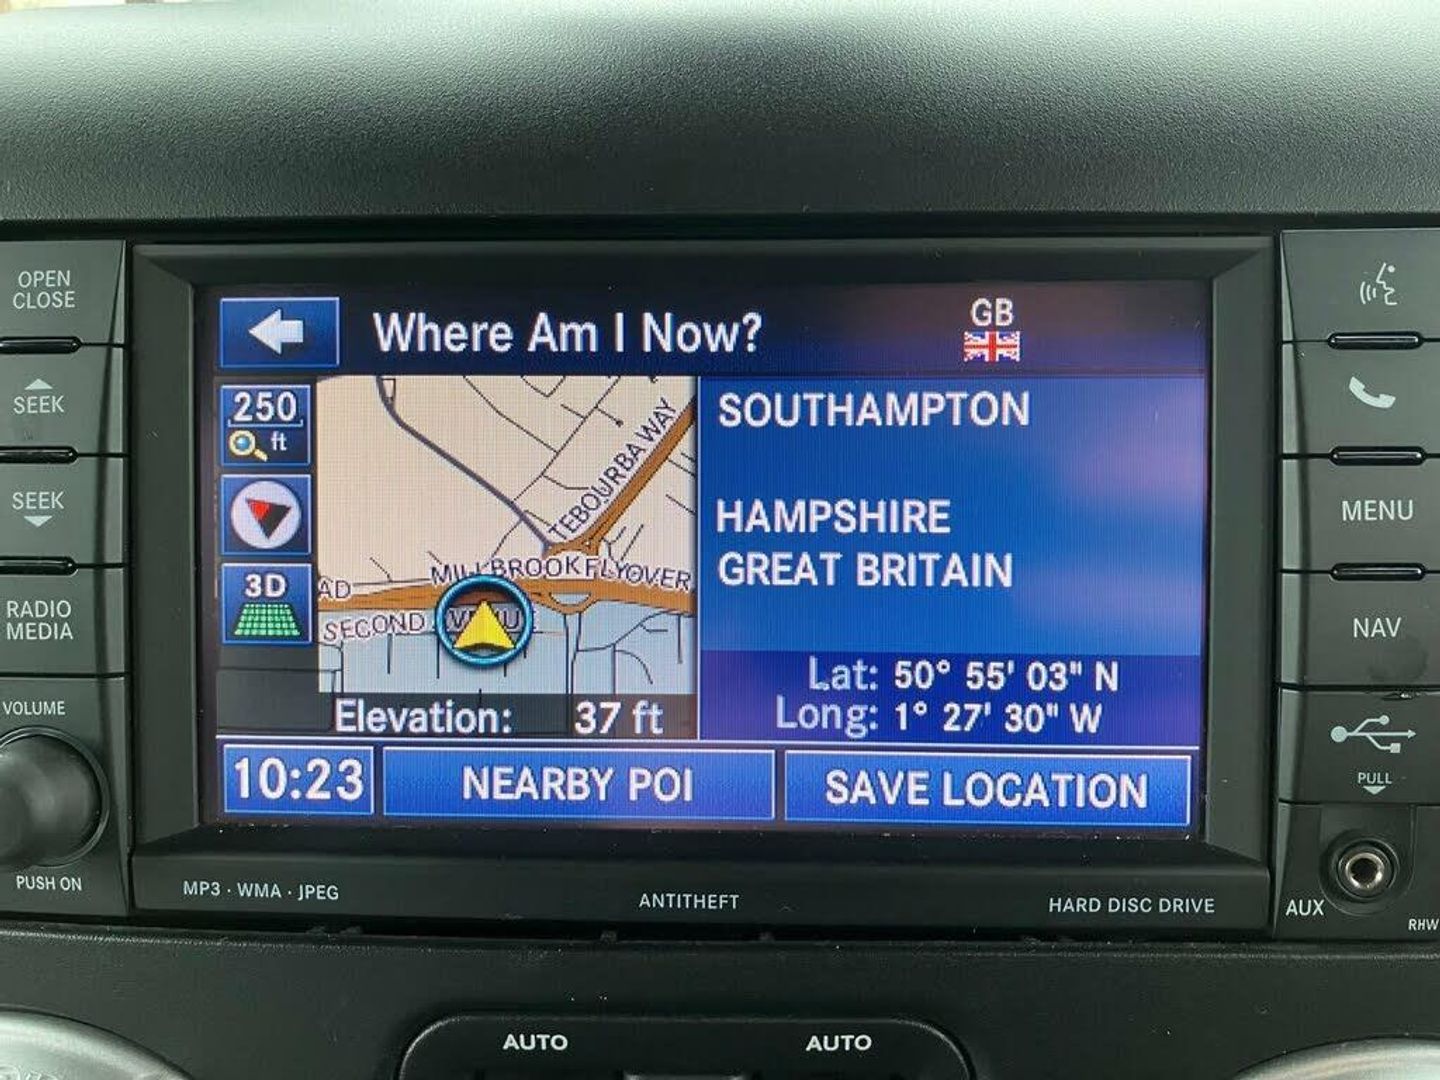 OPEN
CLOSE
SEEK
SEEK
RADIO
MEDIA
VOLUME
PUSH ON
Where Am I Now?
GB
250
ft
3D
TEBOURBA WAY
MILLBROOK FLYOVER
AD
SECOND
Elevation: 37 ft
SOUTHAMPTON
HAMPSHIRE
GREAT BRITAIN
Lat: 50° 55' 03" N
Long: 1° 27' 30" W
10:23
NEARBY POI
SAVE LOCATION
MP3 · WMA · JPEG
ANTITHEFT
HARD DISC DRIVE
MENU
NAV
PULL
AUX
RHW
AUTO
AUTO